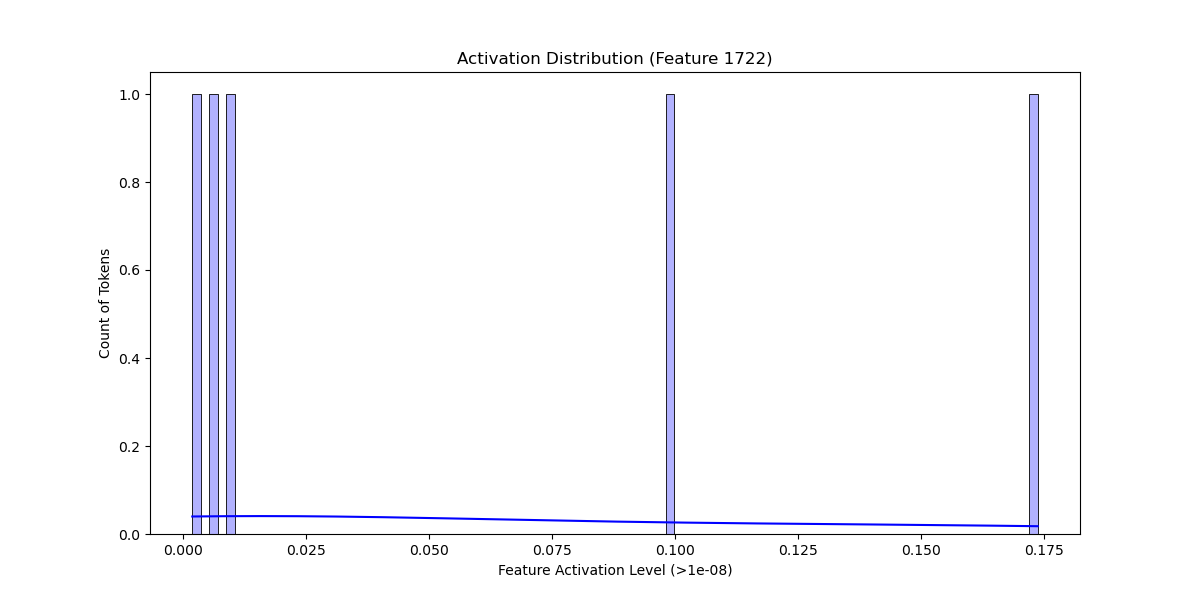 Activation Distribution (Feature 1722)
1.0
0.8
0.6
0.4
0.2
0.0
Count of Tokens
0.000 0.025 0.050 0.075 0.100 0.125 0.150 0.175
Feature Activation Level (>1e-08)